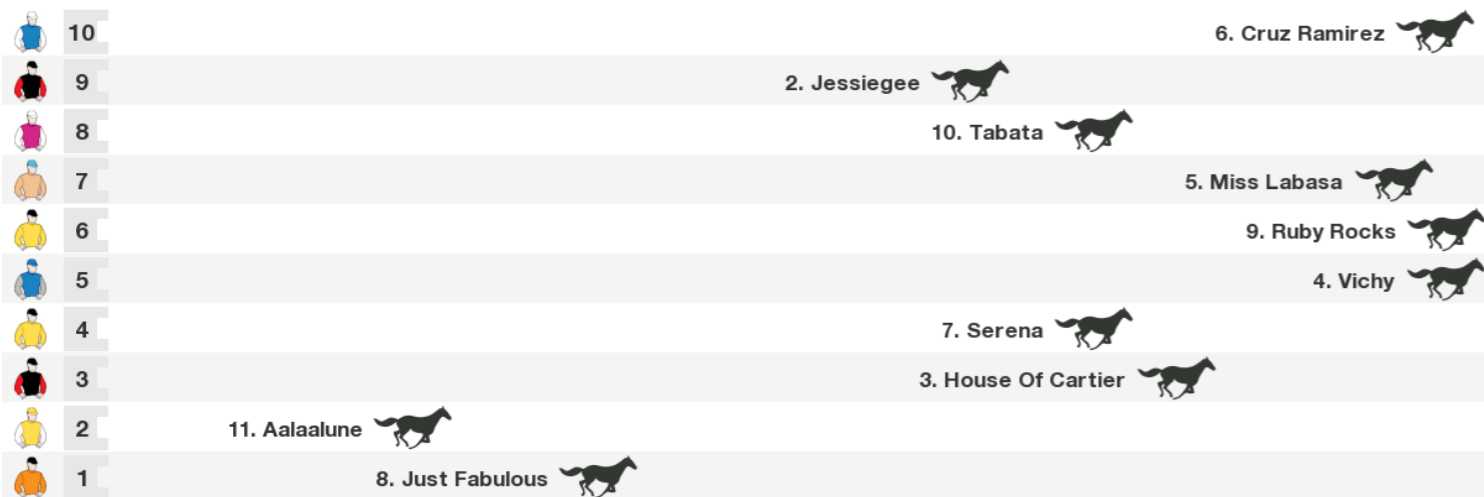 10 6. Cruz Ramirez
9 2. Jessiegee
8 10. Tabata
7 5. Miss Labasa
6 9. Ruby Rocks
5 4. Vichy
4 7. Serena
3 3. House Of Cartier
2 11. Aalaalune
1 8. Just Fabulous